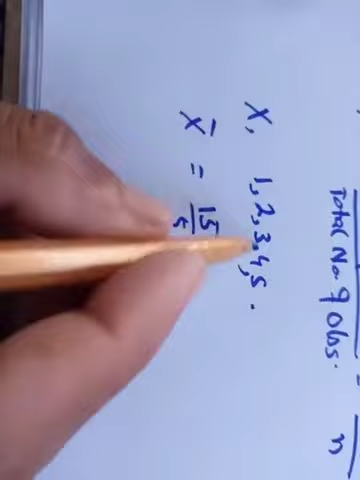 Total No. of Obs. = n
X, 1, 2, 3, 4, 5.
X̄ = 15/5